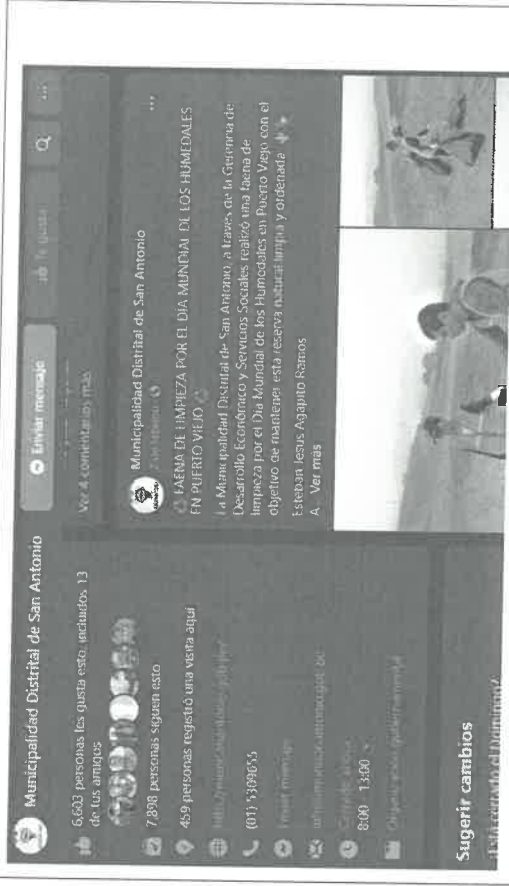 Municipalidad Distrital de San Antonio
Enviar mensaje
Te gusta
6,603 personas les gusta esto, incluidos 13
de tus amigos
7,898 personas siguen esto
459 personas registró una visita aquí
(01) 5309655
Enviar mensaje
8:00 - 13:00
Sugerir cambios
Ver 4 comentarios más
Municipalidad Distrital de San Antonio
FAENA DE LIMPIEZA POR EL DIA MUNDIAL DE LOS HUMEDALES
EN PUERTO VIEJO
La Municipalidad Distrital de San Antonio, a través de la Gerencia de
Desarrollo Económico y Servicios Sociales realizó una faena de
limpieza por el Día Mundial de los Humedales en Puerto Viejo con el
objetivo de mantener esta reserva natural limpia y ordenada
Esteban Jesus Agapito Ramos
A... Ver más